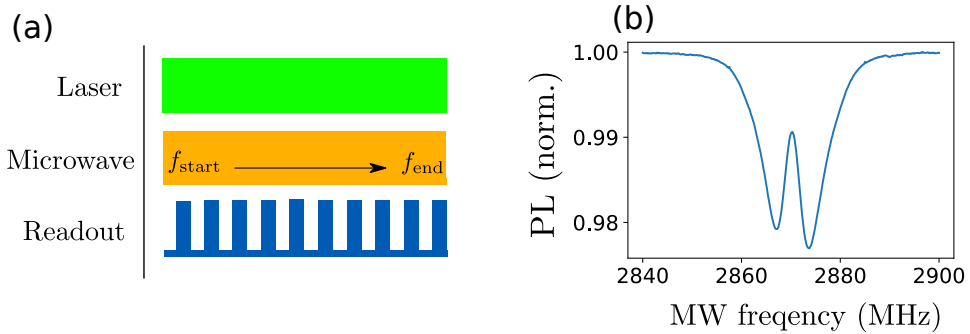 (a)
Laser
Microwave
f_start
f_end
Readout
(b)
PL (norm.)
1.00
0.99
0.98
2840
2860
2880
2900
MW freqency (MHz)